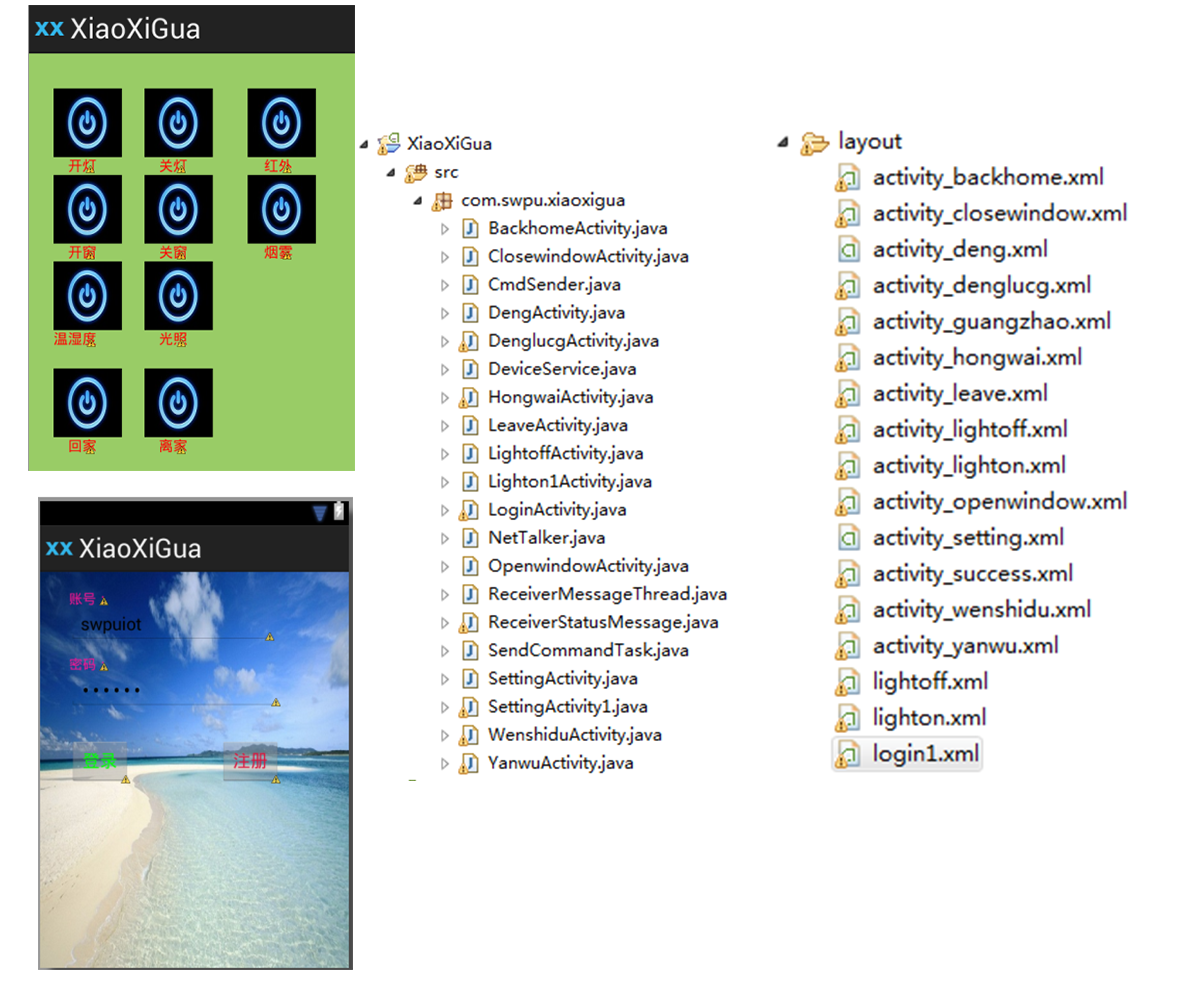 XX XiaoXiGua
开灯 关灯 红外
开窗 关窗 烟雾
温湿度 光照
回家 离家
XX XiaoXiGua
账号
swpuiot
密码
••••••
登录 注册
XiaoXiGua
src
com.swpu.xiaoxigua
BackhomeActivity.java
ClosewindowActivity.java
CmdSender.java
DengActivity.java
DenglucgActivity.java
DeviceService.java
HongwaiActivity.java
LeaveActivity.java
LightoffActivity.java
Lighton1Activity.java
LoginActivity.java
NetTalker.java
OpenwindowActivity.java
ReceiverMessageThread.java
ReceiverStatusMessage.java
SendCommandTask.java
SettingActivity.java
SettingActivity1.java
WenshiduActivity.java
YanwuActivity.java
layout
activity_backhome.xml
activity_closewindow.xml
activity_deng.xml
activity_denglucg.xml
activity_guangzhao.xml
activity_hongwai.xml
activity_leave.xml
activity_lightoff.xml
activity_lighton.xml
activity_openwindow.xml
activity_setting.xml
activity_success.xml
activity_wenshidu.xml
activity_yanwu.xml
lightoff.xml
lighton.xml
login1.xml